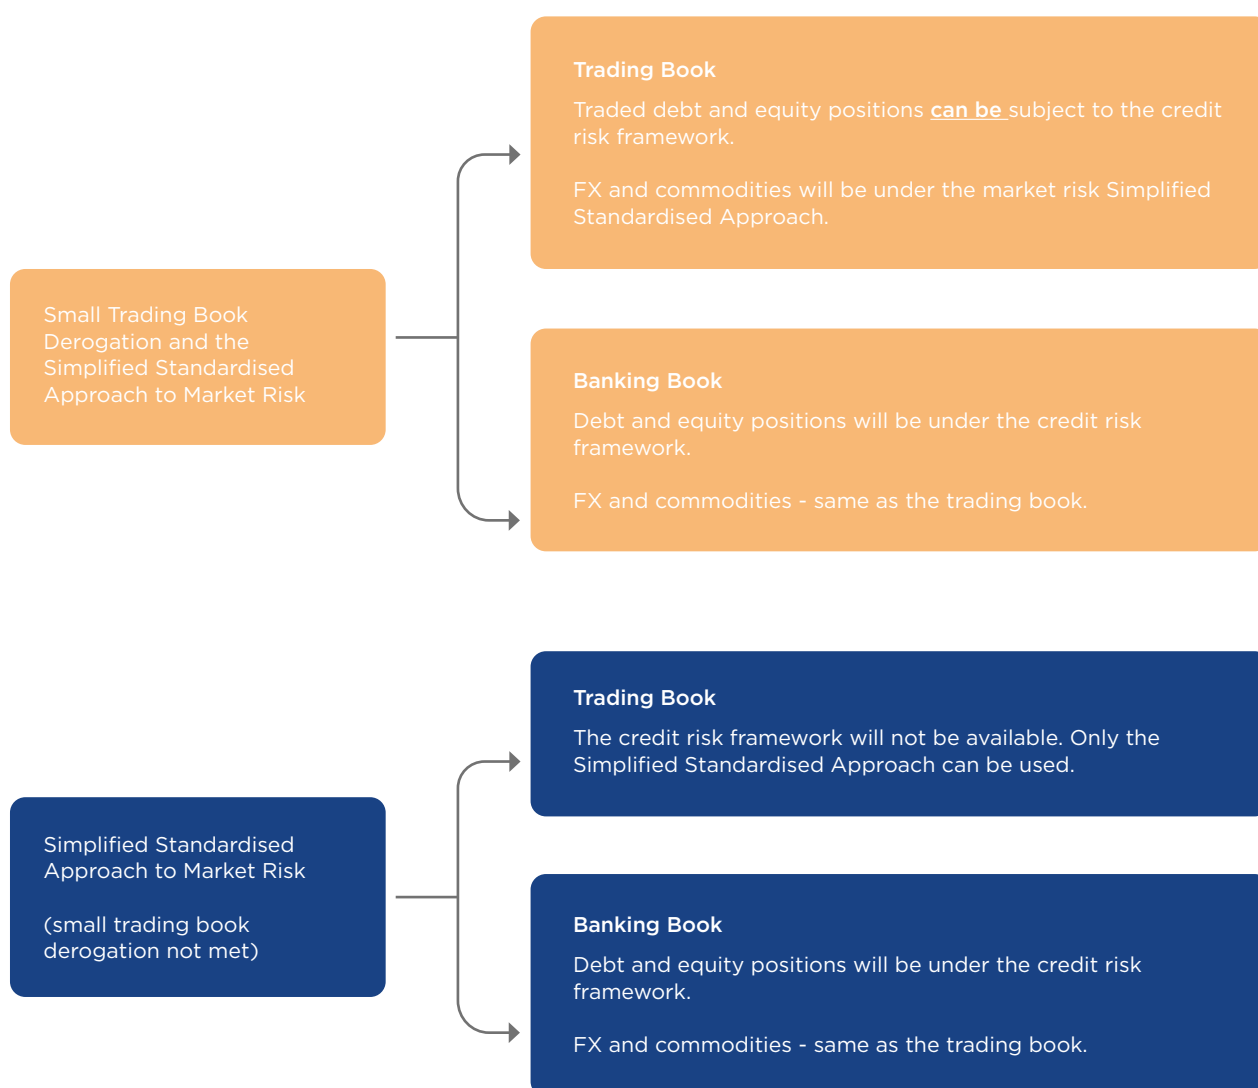 Trading Book
Traded debt and equity positions can be subject to the credit
risk framework.
FX and commodities will be under the market risk Simplified
Standardised Approach.
Small Trading Book
Derogation and the
Simplified Standardised
Approach to Market Risk
Banking Book
Debt and equity positions will be under the credit risk
framework.
FX and commodities - same as the trading book.
Trading Book
The credit risk framework will not be available. Only the
Simplified Standardised Approach can be used.
Simplified Standardised
Approach to Market Risk
(small trading book
derogation not met)
Banking Book
Debt and equity positions will be under the credit risk
framework.
FX and commodities - same as the trading book.